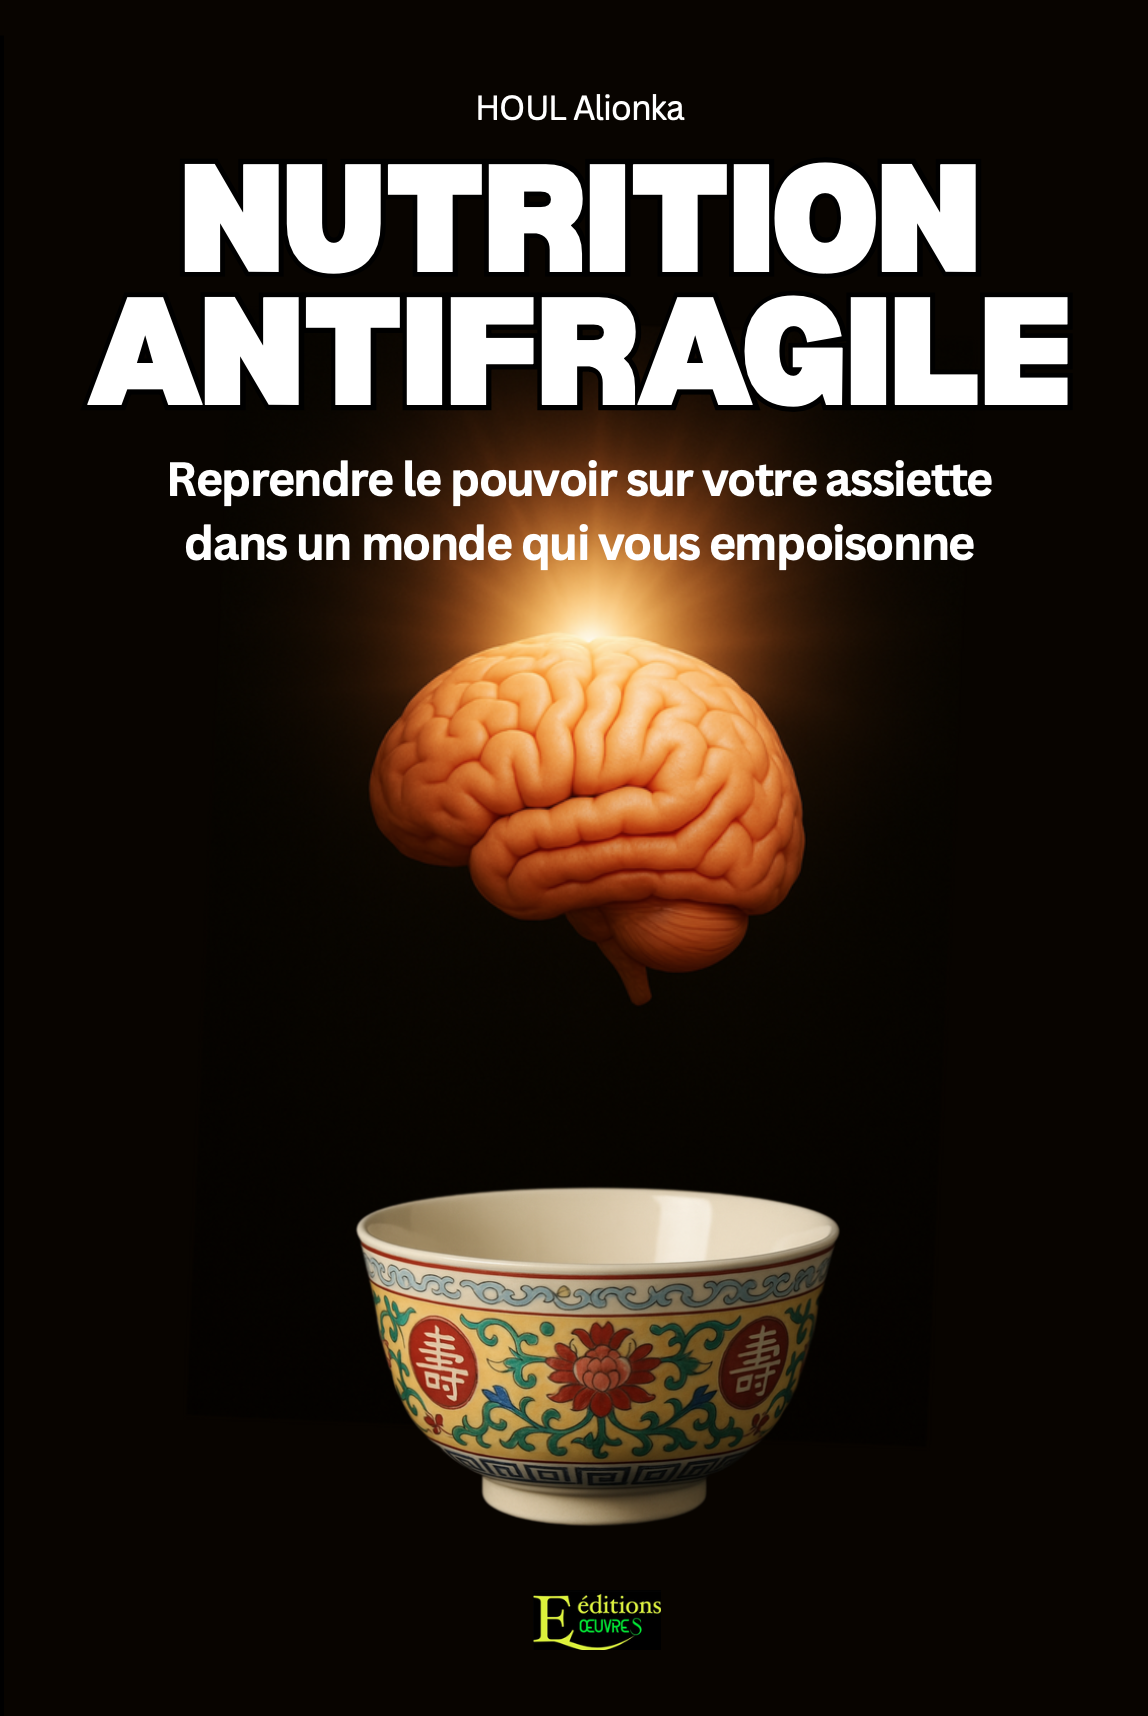 HOUL Alionka
NUTRITION
ANTIFRAGILE
Reprendre le pouvoir sur votre assiette
dans un monde qui vous empoisonne
壽 壽
E éditions
ŒUVRES